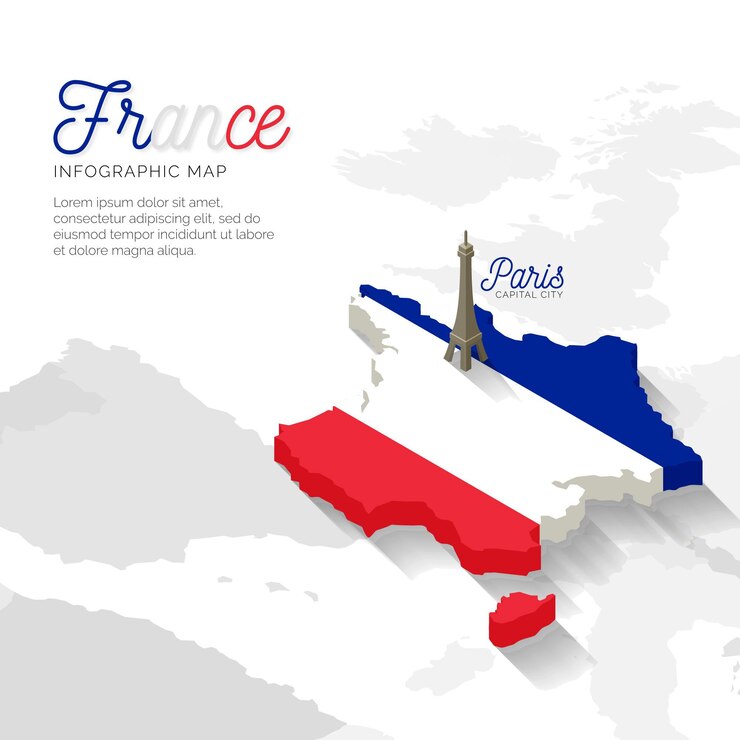 France
INFOGRAPHIC MAP
Lorem ipsum dolor sit amet,
consectetur adipiscing elit, sed do
eiusmod tempor incididunt ut labore
et dolore magna aliqua.
Paris
CAPITAL CITY